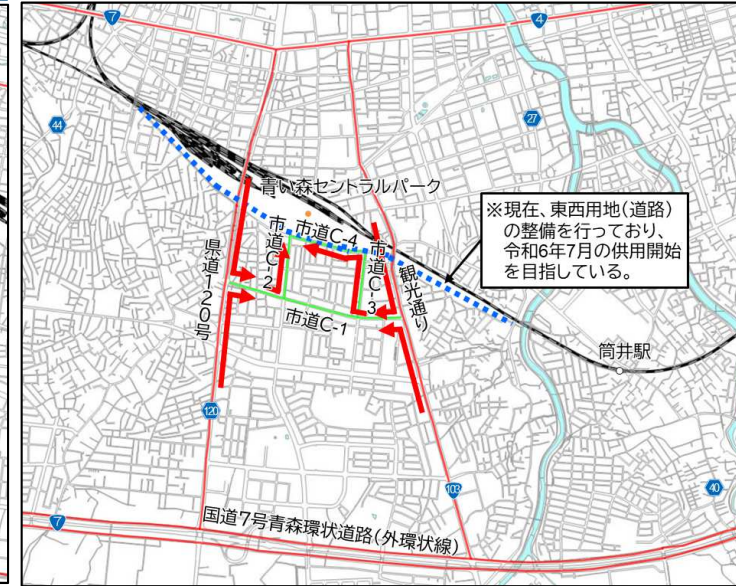 7
4
44
27
青い森セントラルパーク
※現在、東西用地(道路)
の整備を行っており、
令和6年7月の供用開始
を目指している。
市道C-4
市道C-2
市道C-3
県道120号
観光通り
市道C-1
筒井駅
120
103
40
7
国道7号青森環状道路(外環状線)